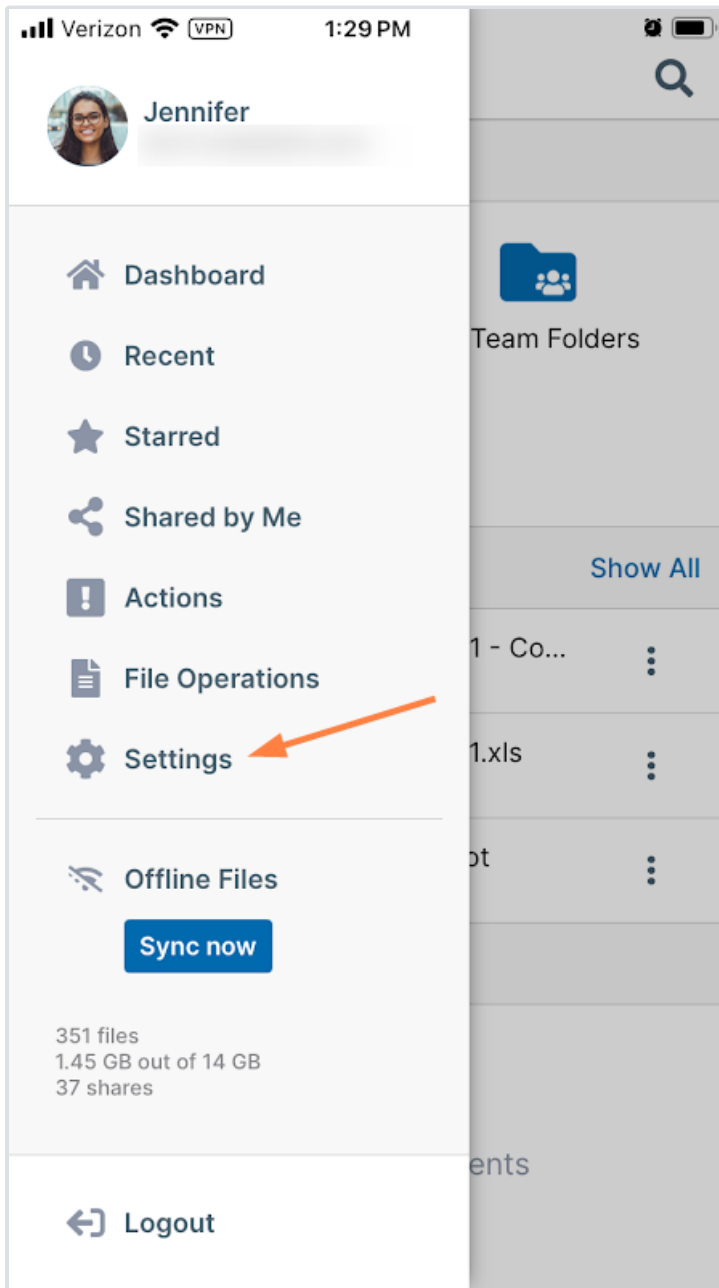 Verizon VPN 1:29 PM
Jennifer
Dashboard
Recent
Starred
Shared by Me
Actions
File Operations
Settings
Offline Files
Sync now
351 files
1.45 GB out of 14 GB
37 shares
Logout
Team Folders
Show All
1 - Co...
1.xls
ot
ents